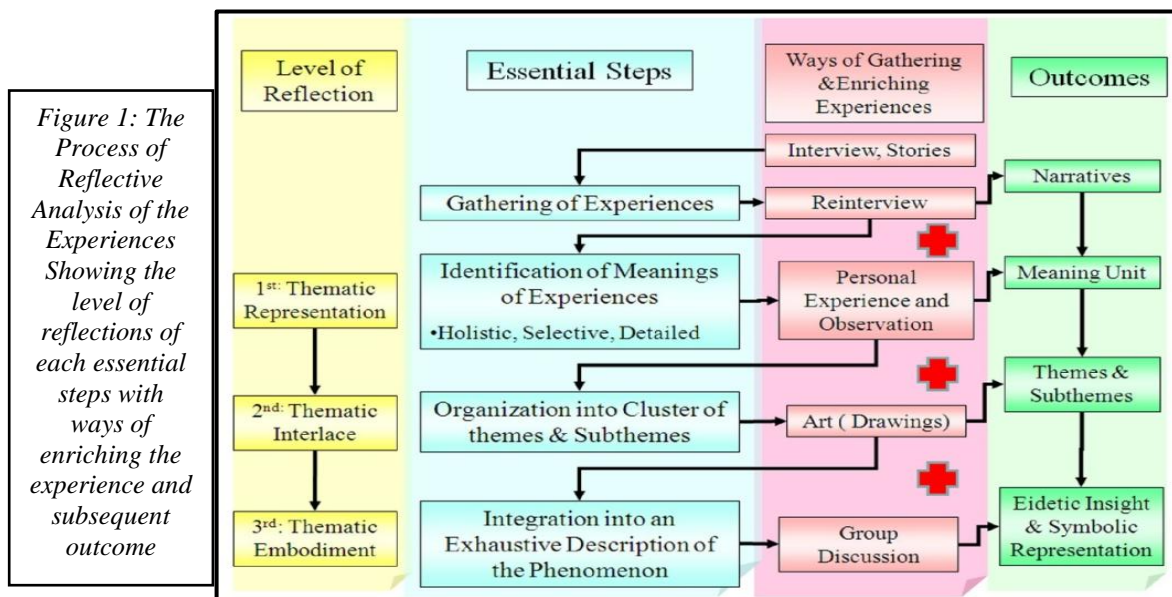 Figure 1: The
Process of
Reflective
Analysis of the
Experiences
Showing the
level of
reflections of
each essential
steps with
ways of
enriching the
experience and
subsequent
outcome
Level of
Reflection
1st: Thematic
Representation
2nd: Thematic
Interlace
3rd: Thematic
Embodiment
Essential Steps
Gathering of Experiences
Identification of Meanings
of Experiences
•Holistic, Selective, Detailed
Organization into Cluster of
themes & Subthemes
Integration into an
Exhaustive Description of
the Phenomenon
Ways of Gathering
&Enriching
Experiences
Interview, Stories
Reinterview
Personal
Experience and
Observation
Art ( Drawings)
Group
Discussion
Outcomes
Narratives
Meaning Unit
Themes &
Subthemes
Eidetic Insight
& Symbolic
Representation